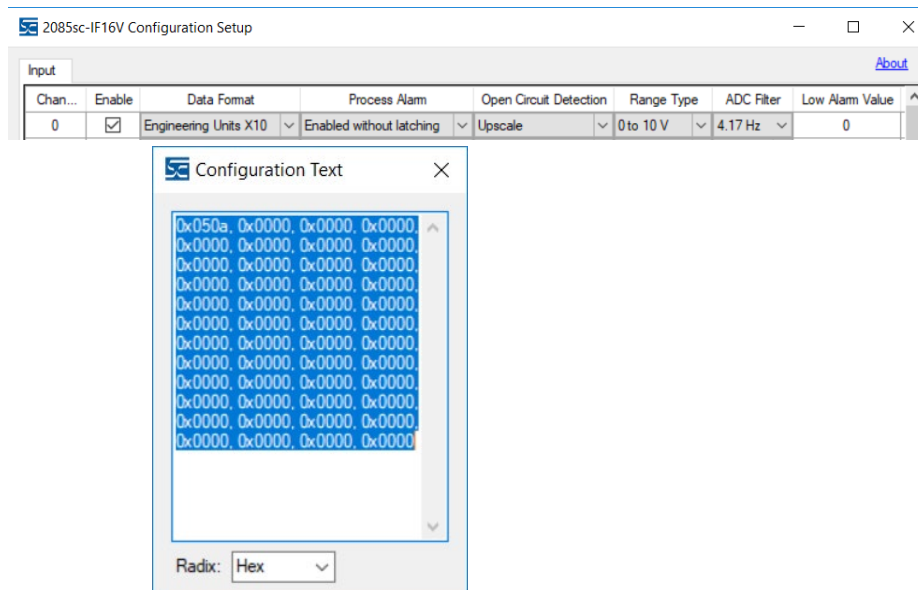 2085sc-IF16V Configuration Setup
Input
About
Chan... Enable Data Format Process Alarm Open Circuit Detection Range Type ADC Filter Low Alarm Value
0 Engineering Units X10 Enabled without latching Upscale 0 to 10 V 4.17 Hz 0
SC Configuration Text
0x050a, 0x0000, 0x0000, 0x0000,
0x0000, 0x0000, 0x0000, 0x0000,
0x0000, 0x0000, 0x0000, 0x0000,
0x0000, 0x0000, 0x0000, 0x0000,
0x0000, 0x0000, 0x0000, 0x0000,
0x0000, 0x0000, 0x0000, 0x0000,
0x0000, 0x0000, 0x0000, 0x0000,
0x0000, 0x0000, 0x0000, 0x0000,
0x0000, 0x0000, 0x0000, 0x0000,
0x0000, 0x0000, 0x0000, 0x0000,
0x0000, 0x0000, 0x0000, 0x0000,
0x0000, 0x0000, 0x0000, 0x0000
Radix: Hex